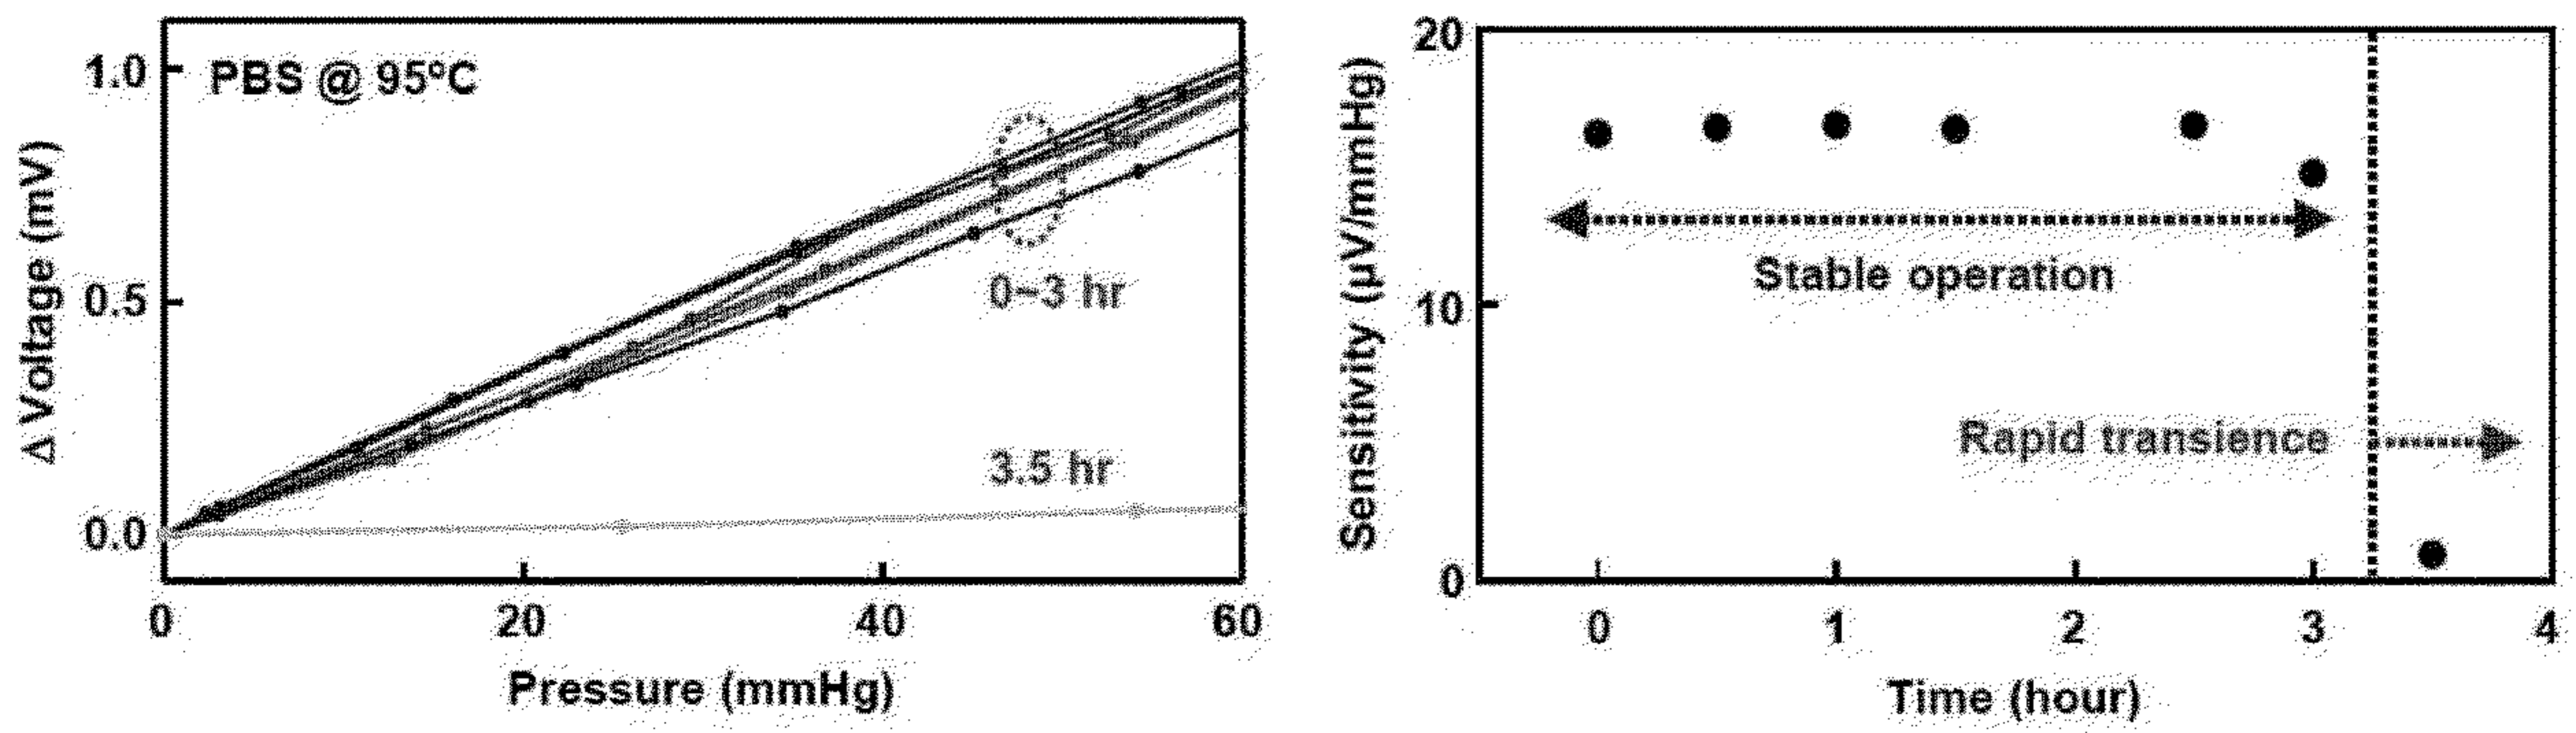 1.0
PBS @ 95ºC
Δ Voltage (mV)
0.5
0~3 hr
3.5 hr
0.0
0
20
40
60
Pressure (mmHg)
20
Sensitivity (µV/mmHg)
Stable operation
10
Rapid transience
0
0
1
2
3
4
Time (hour)